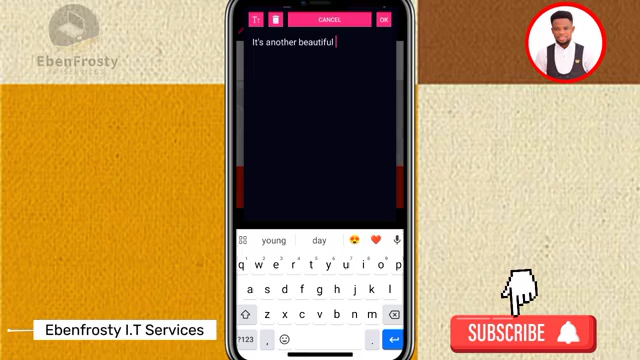 CANCEL
OK
It's another beautiful
EbenFrosty
young day
q w e r t y u i o p
a s d f g h j k l
z x c v b n m
?123 , .
Ebenfrosty I.T Services
SUBSCRIBE